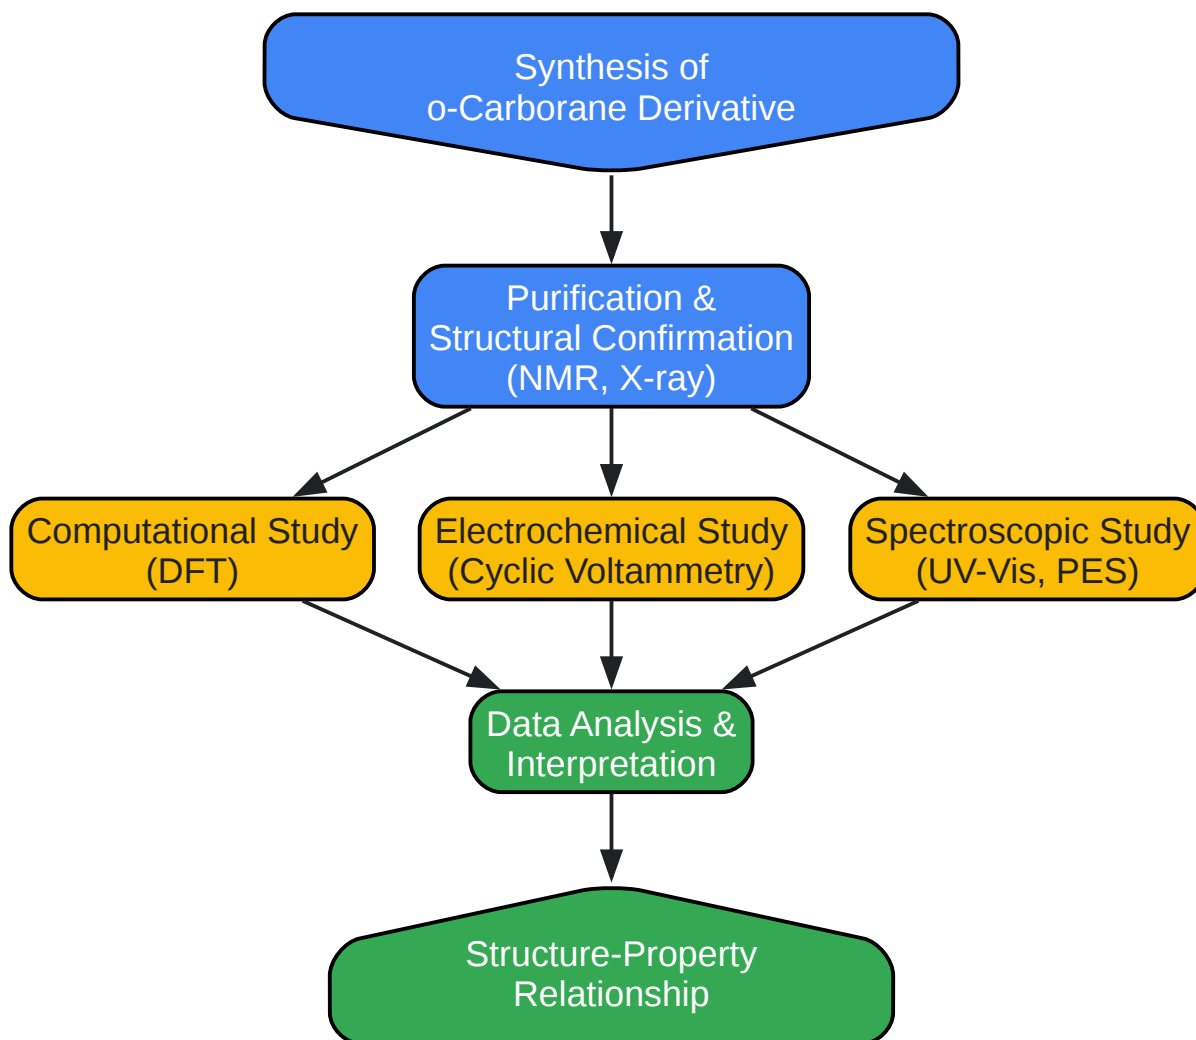 Synthesis of
o-Carborane Derivative
Purification &
Structural Confirmation
(NMR, X-ray)
Computational Study
(DFT)
Electrochemical Study
(Cyclic Voltammetry)
Spectroscopic Study
(UV-Vis, PES)
Data Analysis &
Interpretation
Structure-Property
Relationship